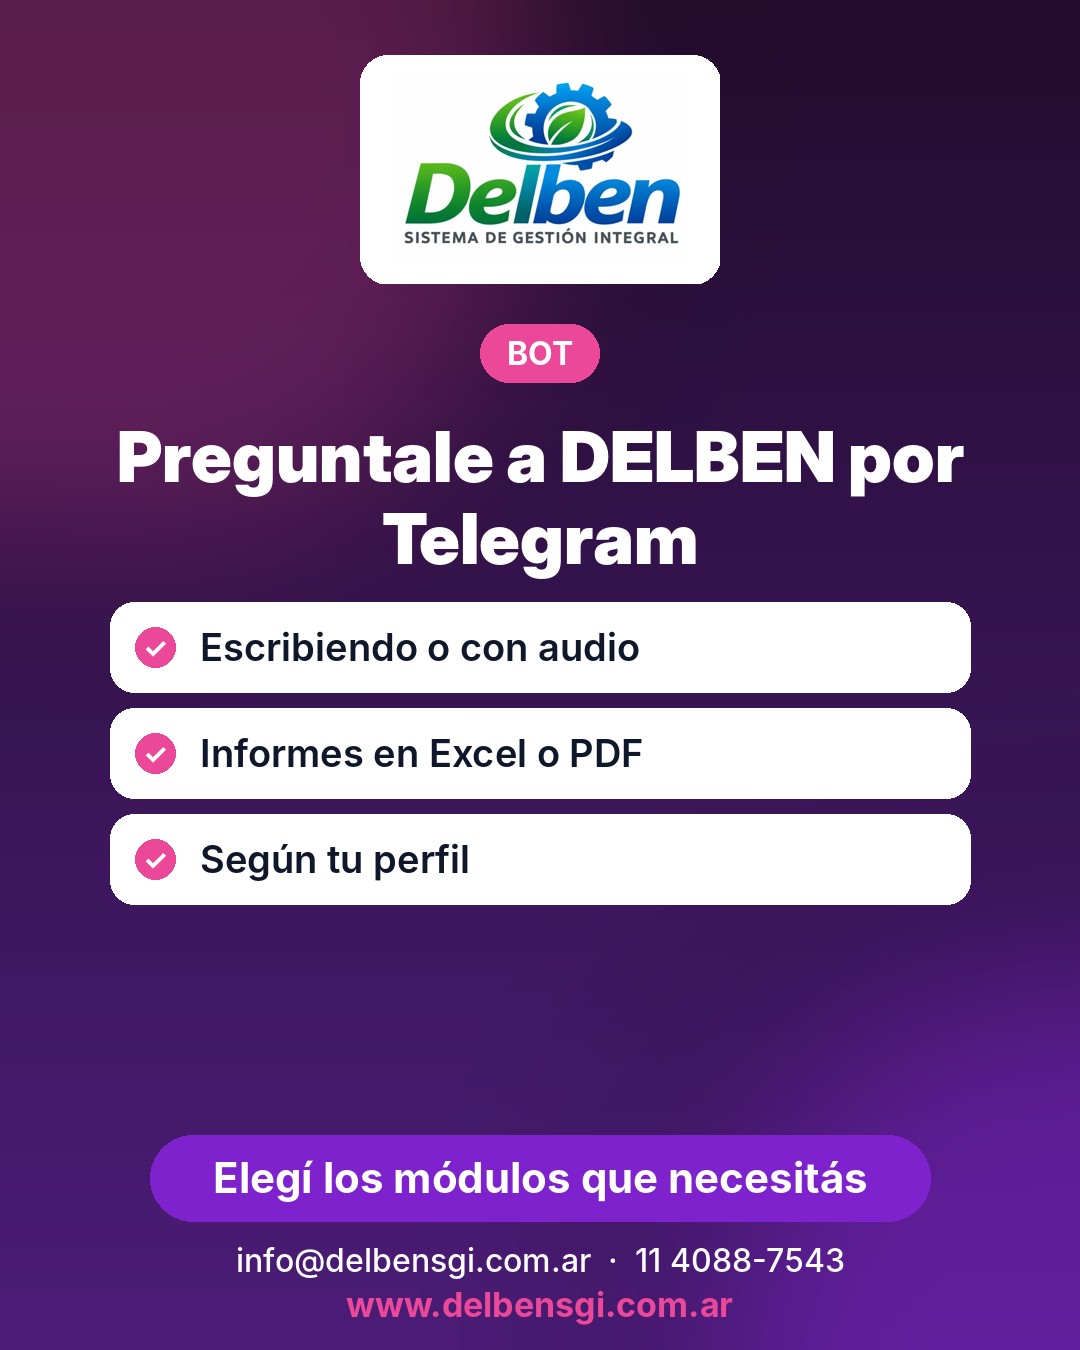 Delben
SISTEMA DE GESTIÓN INTEGRAL
BOT
Preguntale a DELBEN por
Telegram
Escribiendo o con audio
Informes en Excel o PDF
Según tu perfil
Elegí los módulos que necesitás
info@delbensgi.com.ar · 11 4088-7543
www.delbensgi.com.ar